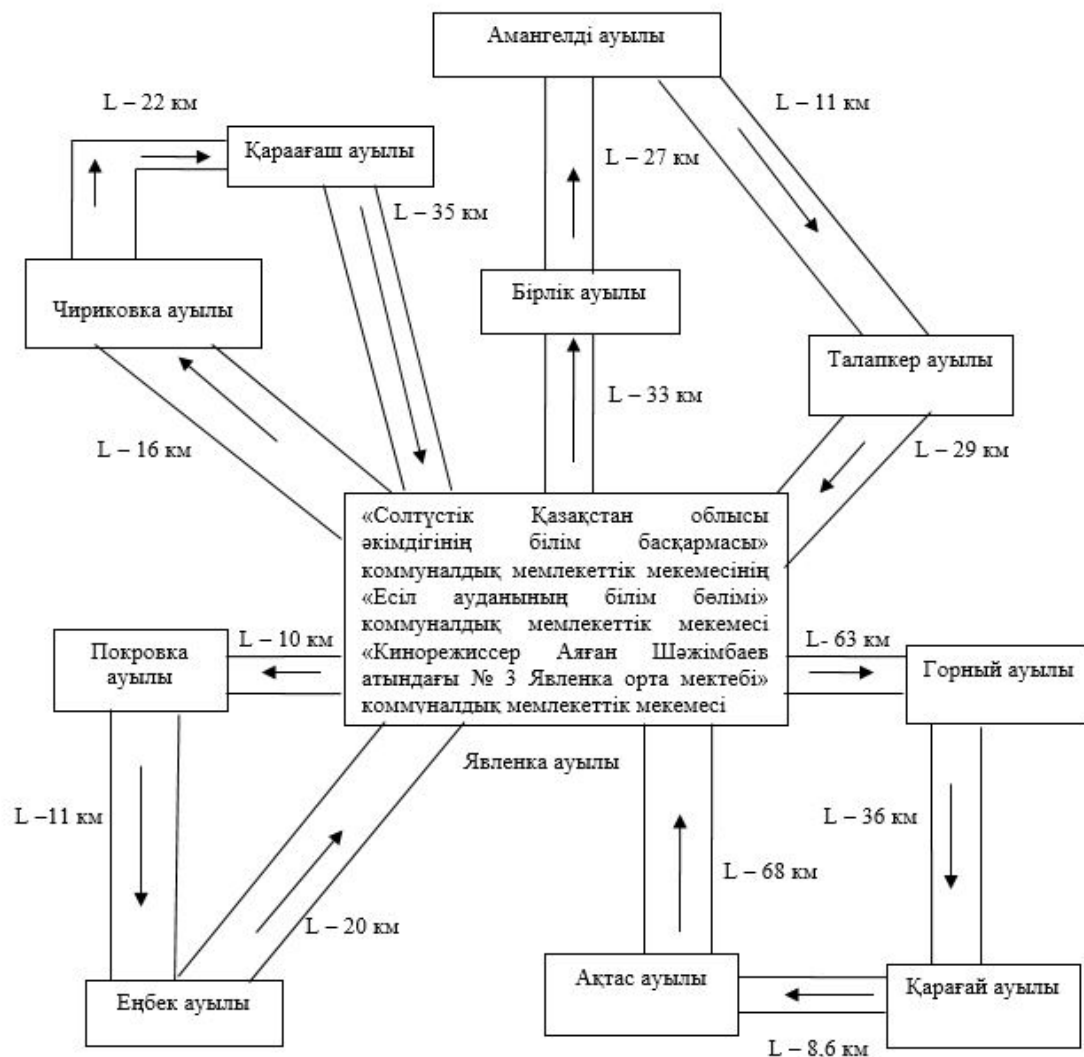 Амангелді ауылы
L – 22 км
L – 11 км
Қараағаш ауылы
L – 27 км
L – 35 км
Чириковка ауылы
Бірлік ауылы
Талапкер ауылы
L – 33 км
L – 16 км
L – 29 км
«Солтүстік Қазақстан облысы
әкімдігінің білім басқармасы»
коммуналдық мемлекеттік мекемесінің
«Есіл ауданының білім бөлімі»
коммуналдық мемлекеттік мекемесі
«Кинорежиссер Аяған Шәжімбаев
атындағы № 3 Явленка орта мектебі»
коммуналдық мемлекеттік мекемесі
L – 10 км
L- 63 км
Покровка
ауылы
Горный ауылы
Явленка ауылы
L –11 км
L – 36 км
L – 68 км
L – 20 км
Еңбек ауылы
Ақтас ауылы
Қарағай ауылы
L – 8,6 км